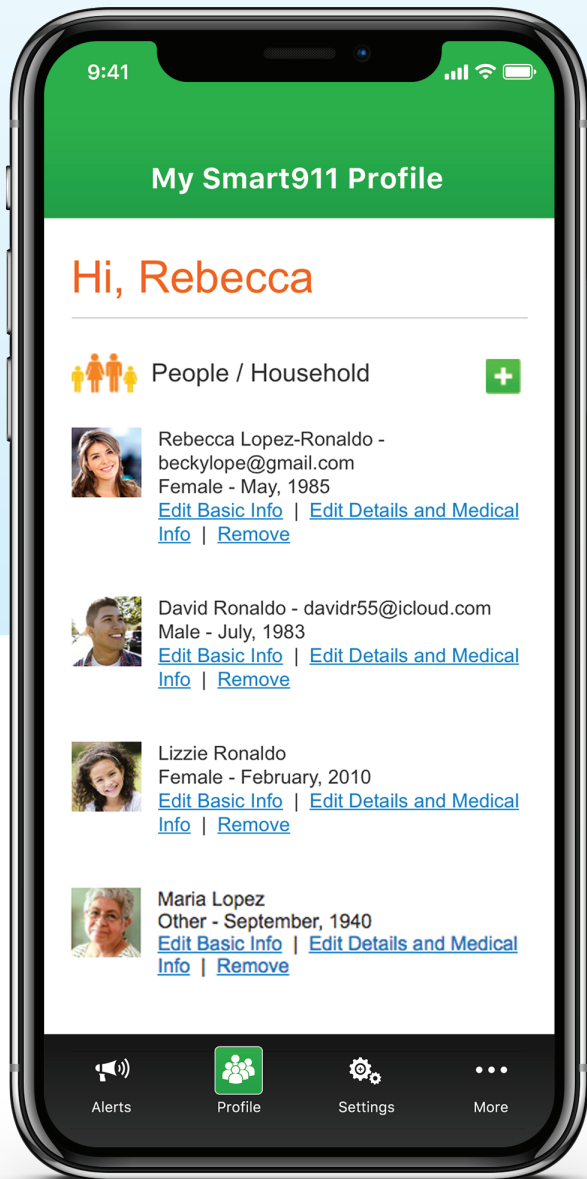 9:41
My Smart911 Profile
Hi, Rebecca
People / Household
Rebecca Lopez-Ronaldo -
beckylope@gmail.com
Female - May, 1985
Edit Basic Info | Edit Details and Medical
Info | Remove
David Ronaldo - davidr55@icloud.com
Male - July, 1983
Edit Basic Info | Edit Details and Medical
Info | Remove
Lizzie Ronaldo
Female - February, 2010
Edit Basic Info | Edit Details and Medical
Info | Remove
Maria Lopez
Other - September, 1940
Edit Basic Info | Edit Details and Medical
Info | Remove
Alerts Profile Settings More